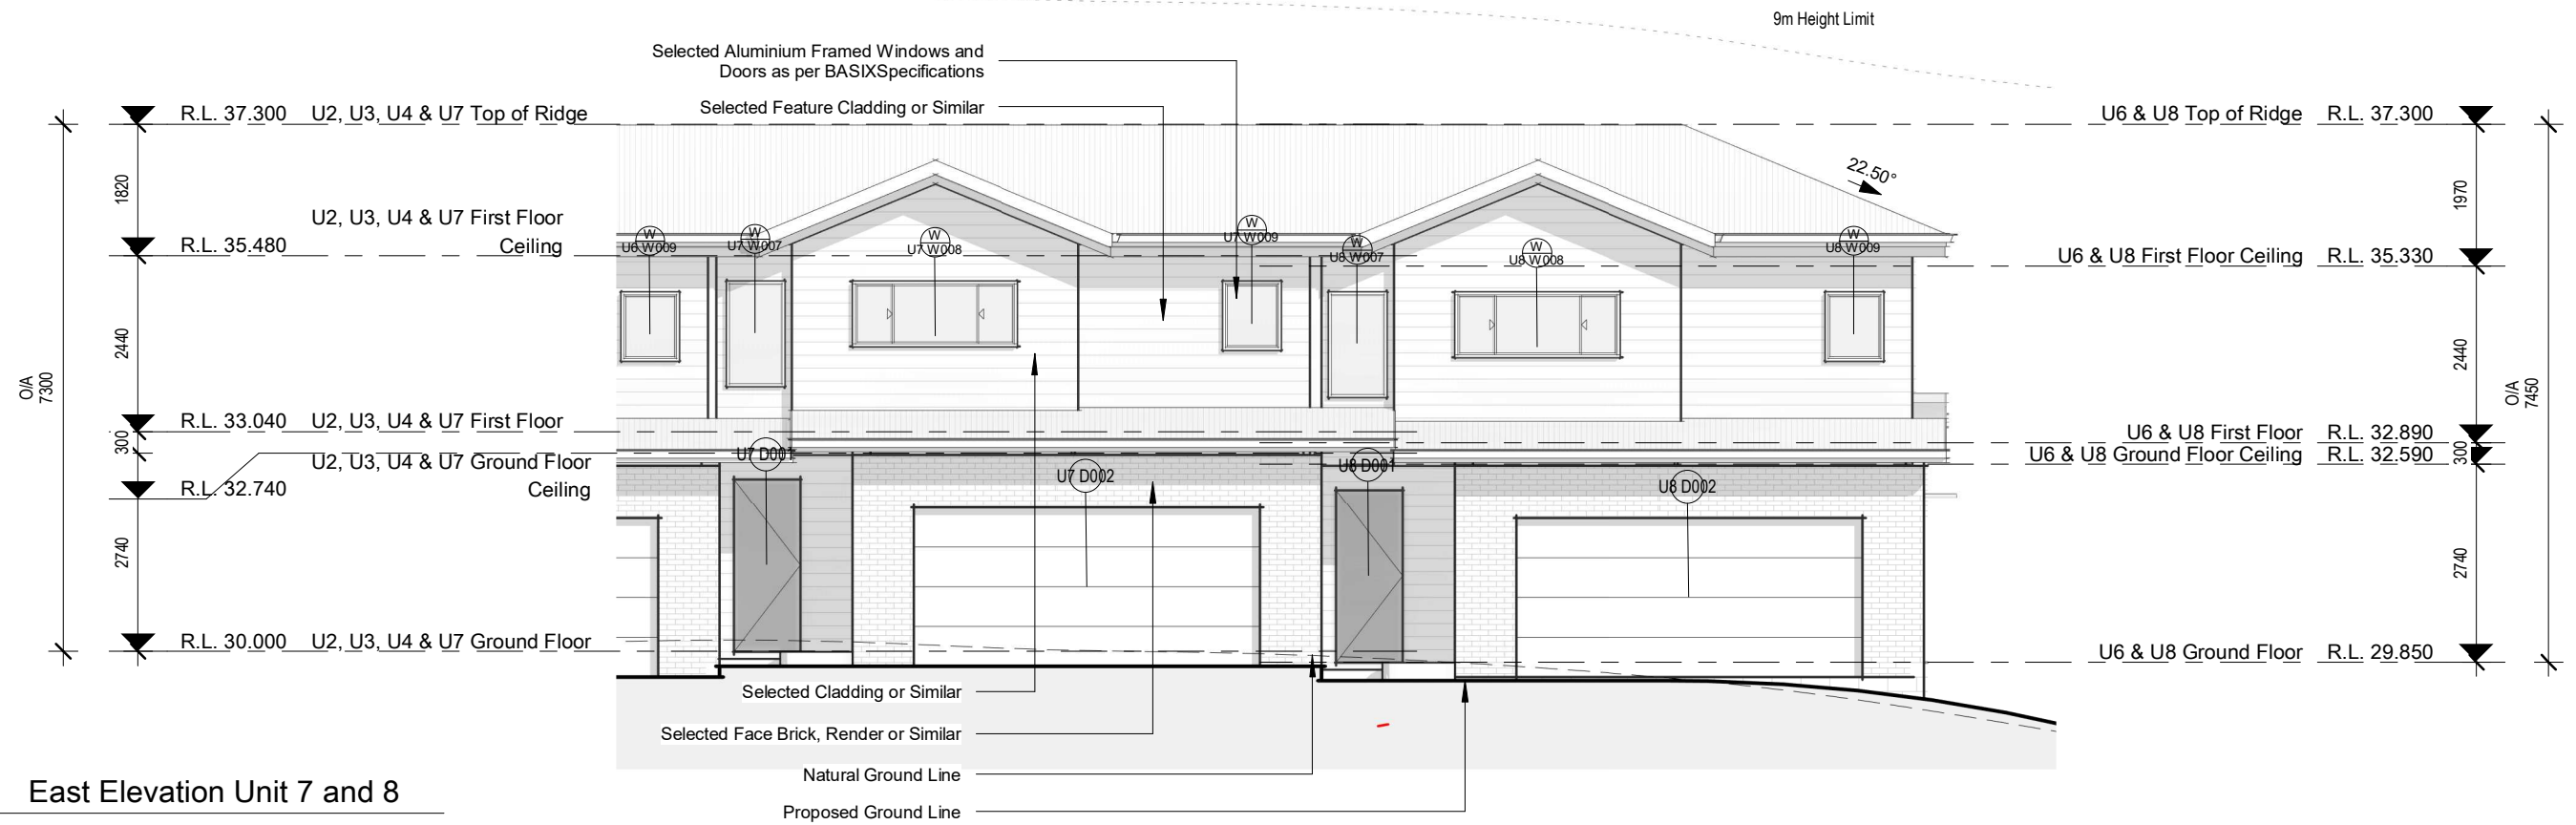 9m Height Limit
Selected Aluminium Framed Windows and
Doors as per BASIXSpecifications
Selected Feature Cladding or Similar
R.L. 37.300 U2, U3, U4 & U7 Top of Ridge
U6 & U8 Top of Ridge R.L. 37.300
22.50°
1820
1970
U2, U3, U4 & U7 First Floor
Ceiling
R.L. 35.480
W
U6 W009
W
U7 W007
W
U7 W008
W
U7 W009
W
U8 W007
W
U8 W008
W
U8 W009
U6 & U8 First Floor Ceiling R.L. 35.330
2440
2440
O/A
7300
O/A
7450
R.L. 33.040 U2, U3, U4 & U7 First Floor
U6 & U8 First Floor R.L. 32.890
300
300
U2, U3, U4 & U7 Ground Floor
Ceiling
R.L. 32.740
U6 & U8 Ground Floor Ceiling R.L. 32.590
U7 D001
U7 D002
U8 D001
U8 D002
2740
2740
R.L. 30.000 U2, U3, U4 & U7 Ground Floor
U6 & U8 Ground Floor R.L. 29.850
Selected Cladding or Similar
Selected Face Brick, Render or Similar
Natural Ground Line
Proposed Ground Line
East Elevation Unit 7 and 8